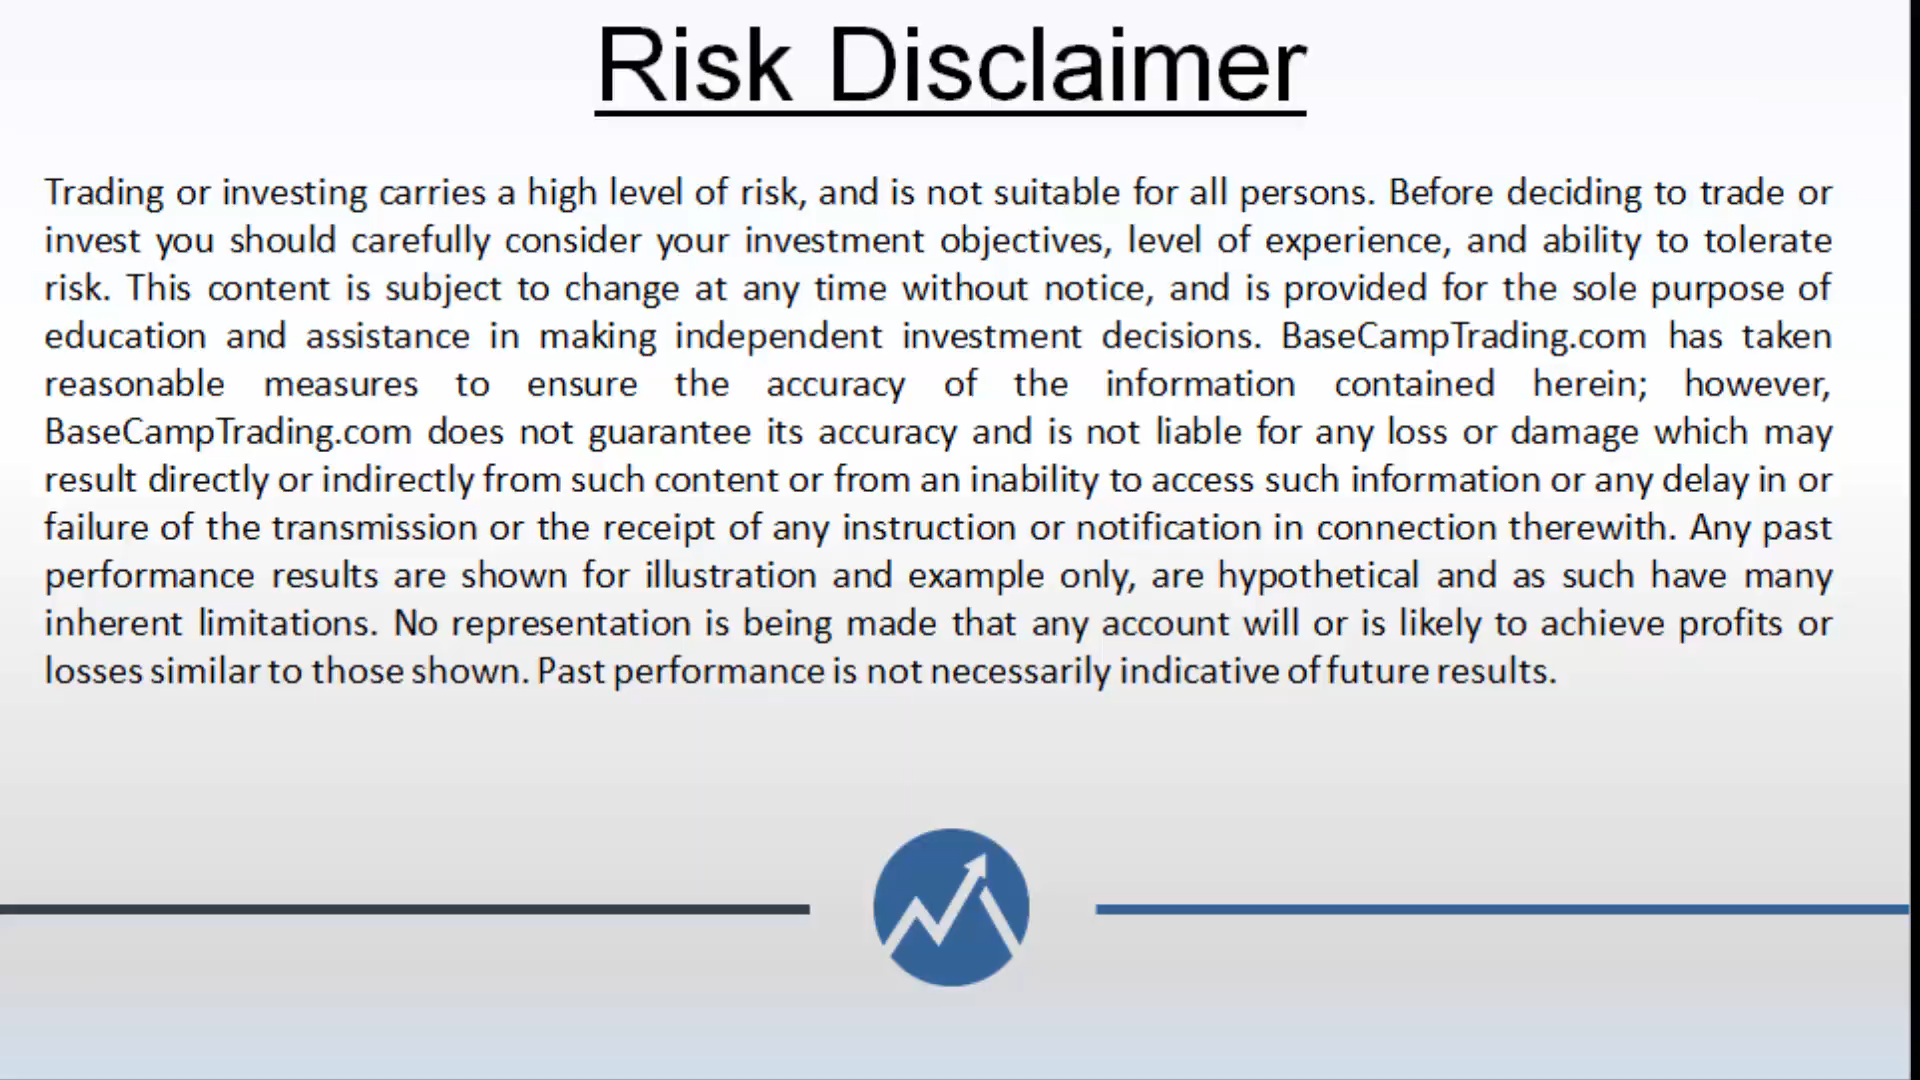 Risk Disclaimer
Trading or investing carries a high level of risk, and is not suitable for all persons. Before deciding to trade or
invest you should carefully consider your investment objectives, level of experience, and ability to tolerate
risk. This content is subject to change at any time without notice, and is provided for the sole purpose of
education and assistance in making independent investment decisions. BaseCampTrading.com has taken
reasonable measures to ensure the accuracy of the information contained herein; however,
BaseCampTrading.com does not guarantee its accuracy and is not liable for any loss or damage which may
result directly or indirectly from such content or from an inability to access such information or any delay in or
failure of the transmission or the receipt of any instruction or notification in connection therewith. Any past
performance results are shown for illustration and example only, are hypothetical and as such have many
inherent limitations. No representation is being made that any account will or is likely to achieve profits or
losses similar to those shown. Past performance is not necessarily indicative of future results.